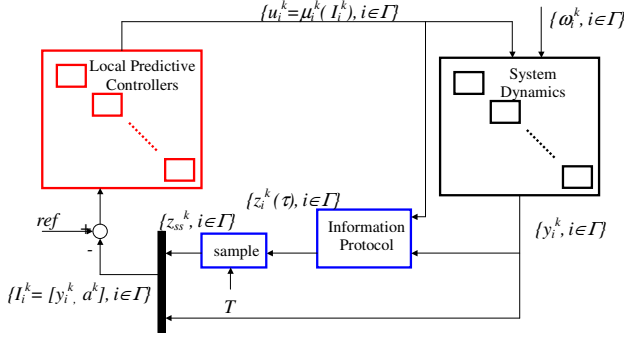 {u_i^k=μ_i^k( I_i^k), i∈Γ}
{ω_i^k, i∈Γ}
Local Predictive
Controllers
System
Dynamics
{z_i^k(τ), i∈Γ}
{z_ss^k, i∈Γ}
ref
+
-
sample
Information
Protocol
{y_i^k, i∈Γ}
{I_i^k= [y_i^k, a^k], i∈Γ}
T